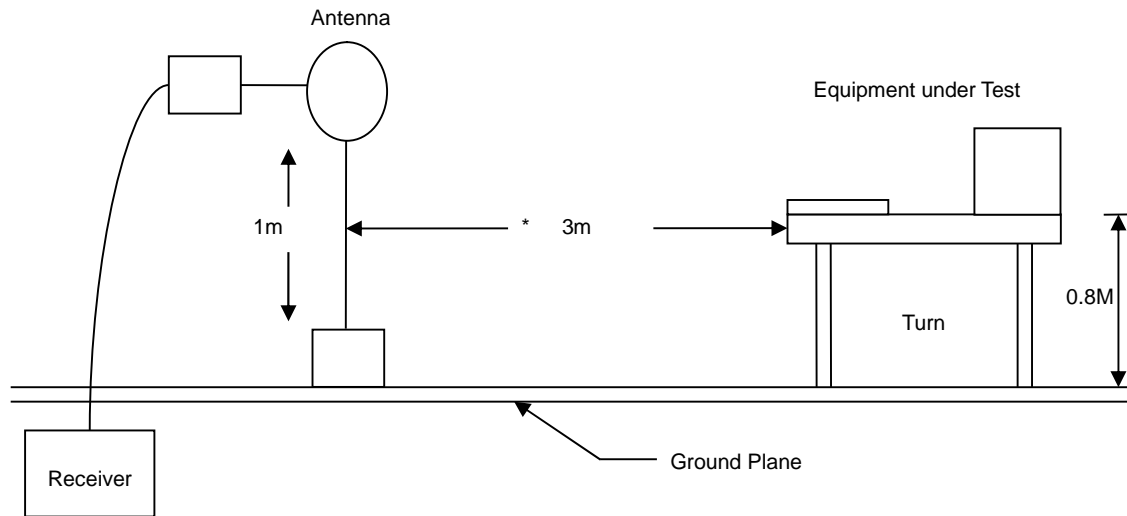 Antenna
Equipment under Test
1m
* 3m
0.8M
Turn
Ground Plane
Receiver